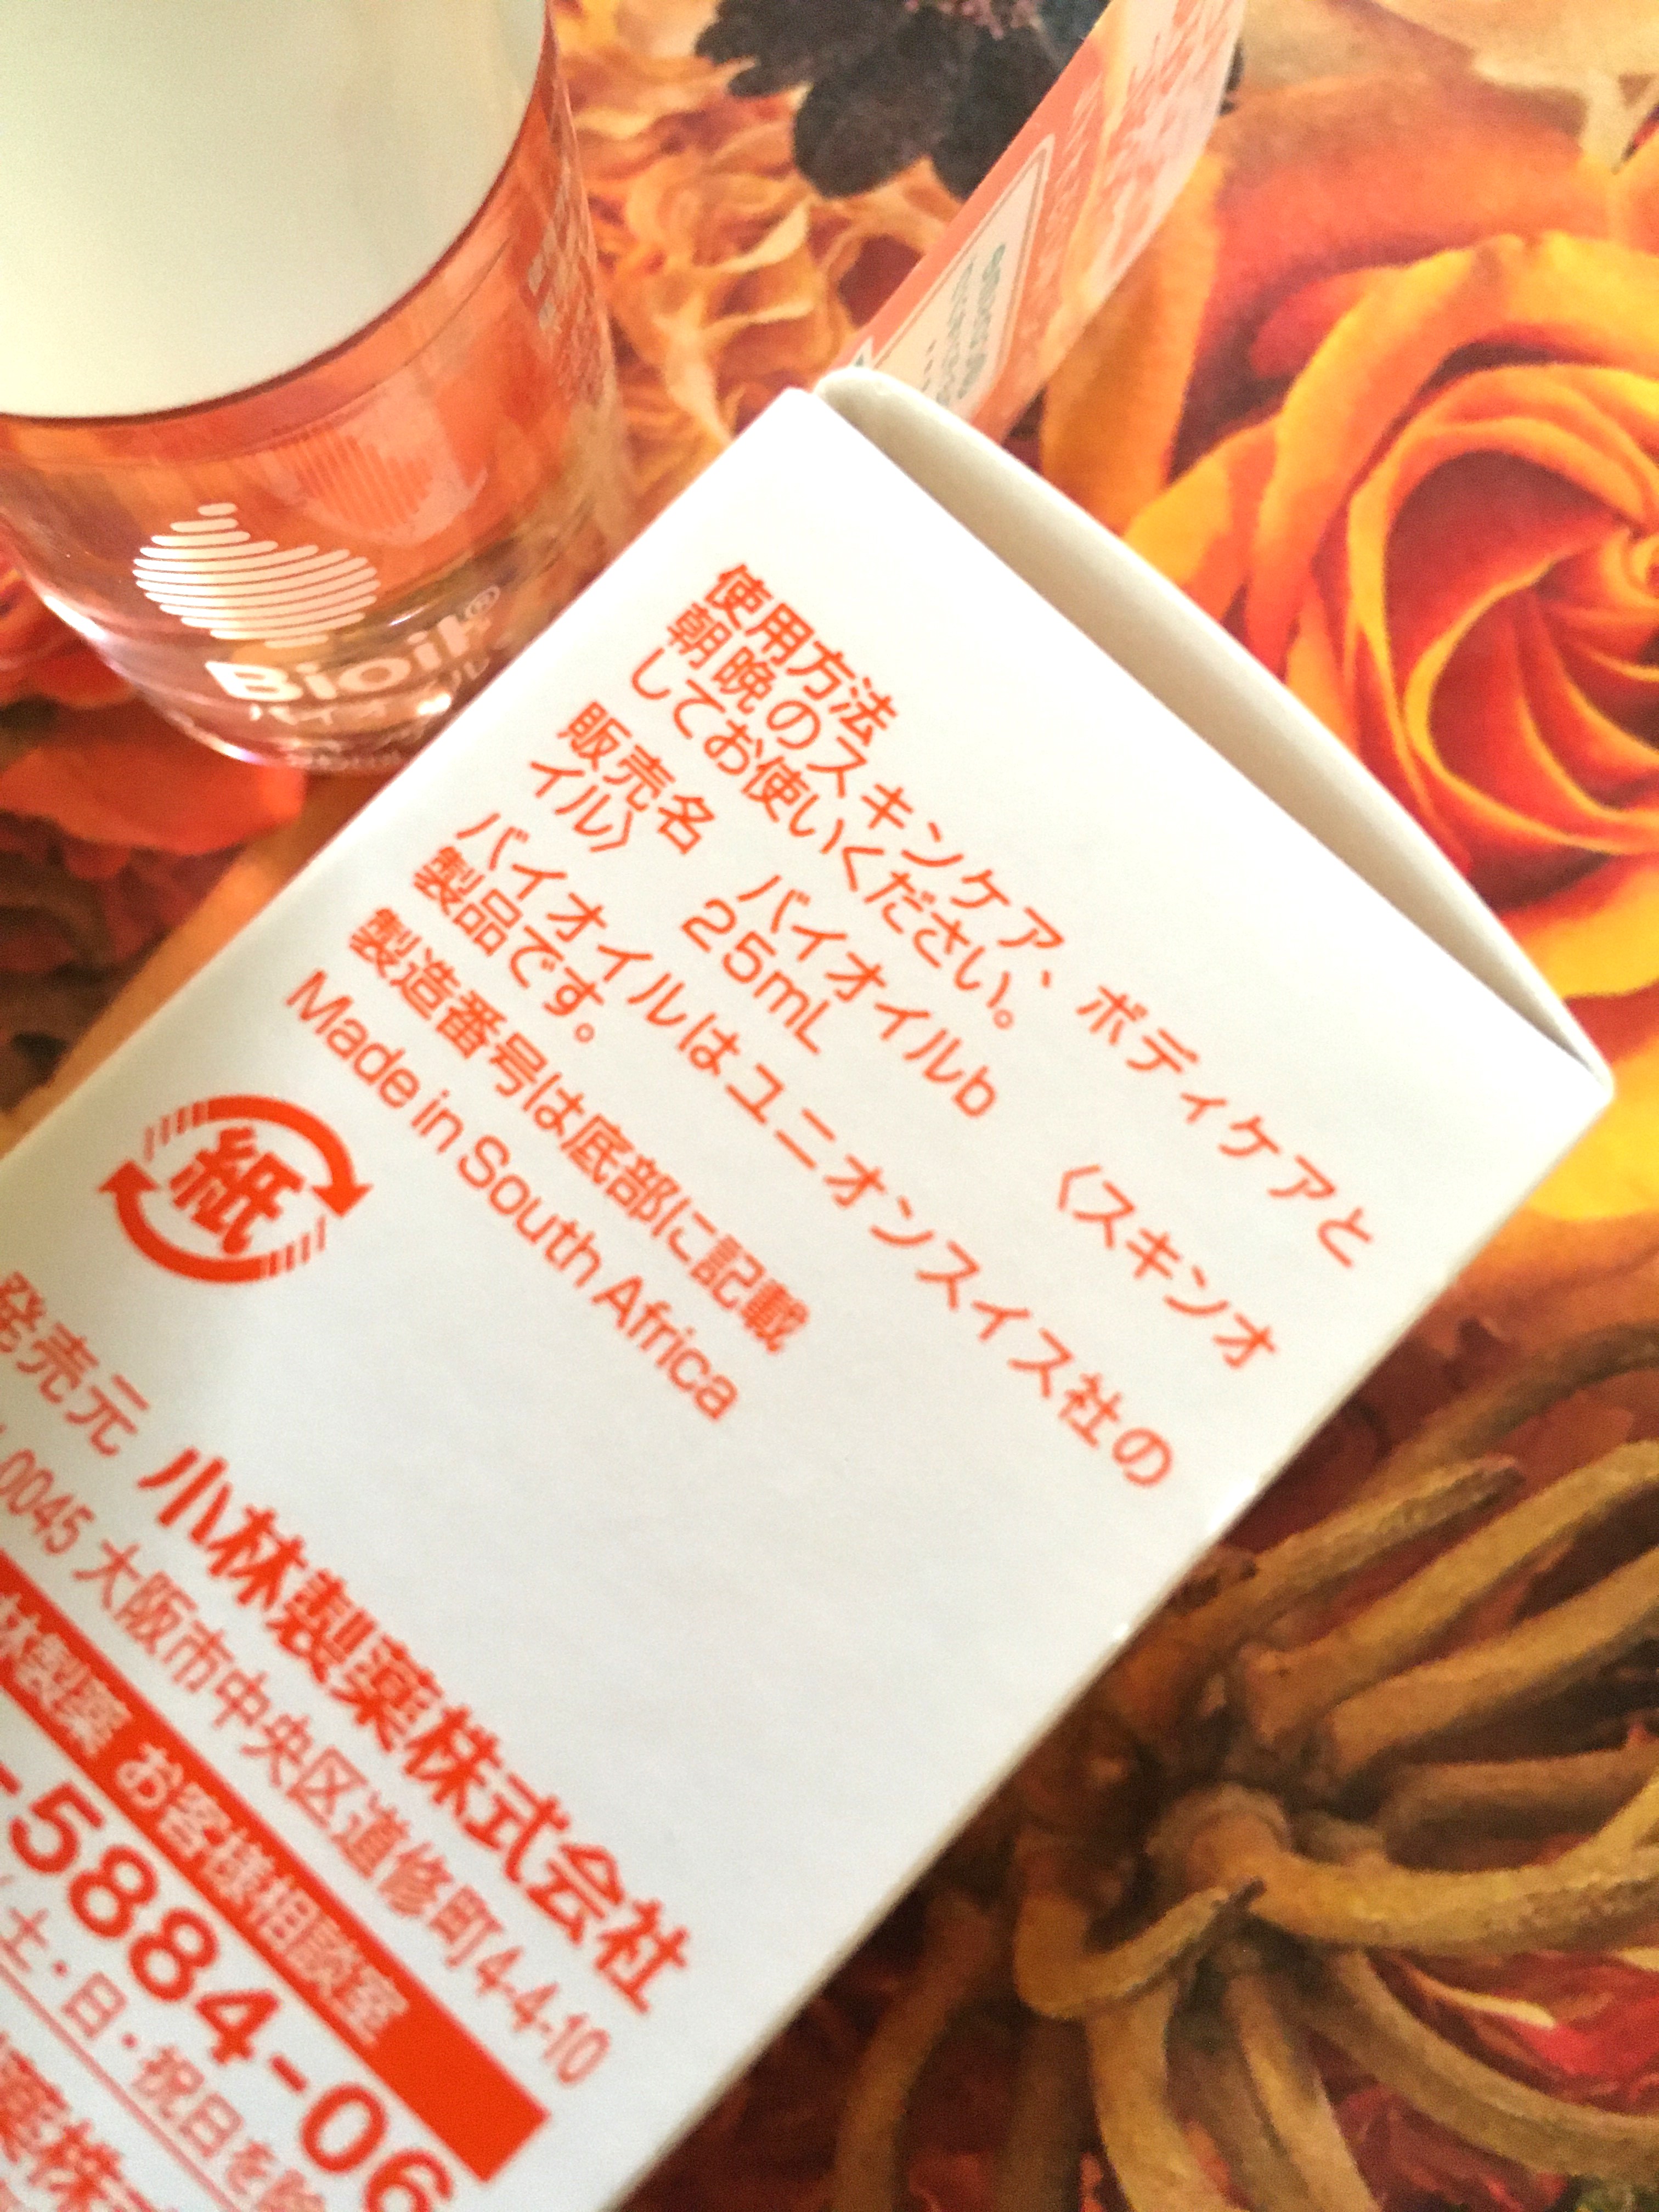 Bioil®
使用方法
朝晩のスキンケア、ボディケアと
してお使いください。
販売名 バイオイルb 〈スキンオ
イル〉 25mL
バイオイルはユニオンスイス社の
製品です。
製造番号は底部に記載
Made in South Africa
紙
発売元 小林製薬株式会社
0045 大阪市中央区道修町4-4-10
林製薬 お客様相談室
-5884-06
土・日・祝日を除
薬株